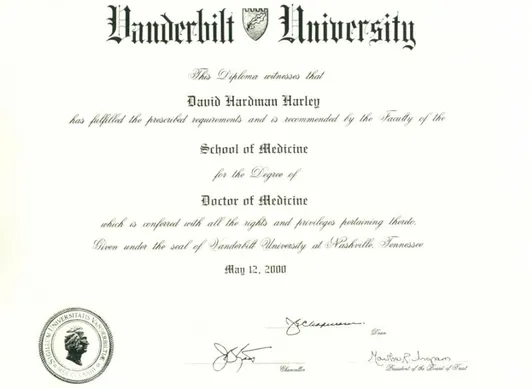 Vanderbilt University
This Diploma witnesses that
David Hardman Harley
has fulfilled the prescribed requirements and is recommended by the Faculty of the
School of Medicine
for the Degree of
Doctor of Medicine
which is conferred with all the rights and privileges pertaining thereto.
Given under the seal of Vanderbilt University at Nashville, Tennessee
May 12, 2000
Dean
Chancellor
Martha R. Ingram
President of the Board of Trust